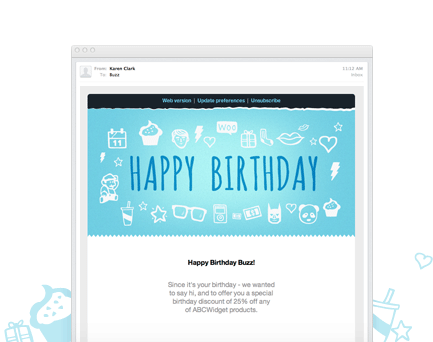 From: Karen Clark
11:12 AM
To: Buzz
Inbox
Web version | Update preferences | Unsubscribe
11
Woo
HAPPY BIRTHDAY
Happy Birthday Buzz!
Since it's your birthday - we wanted
to say hi, and to offer you a special
birthday discount of 25% off any
of ABCWidget products.